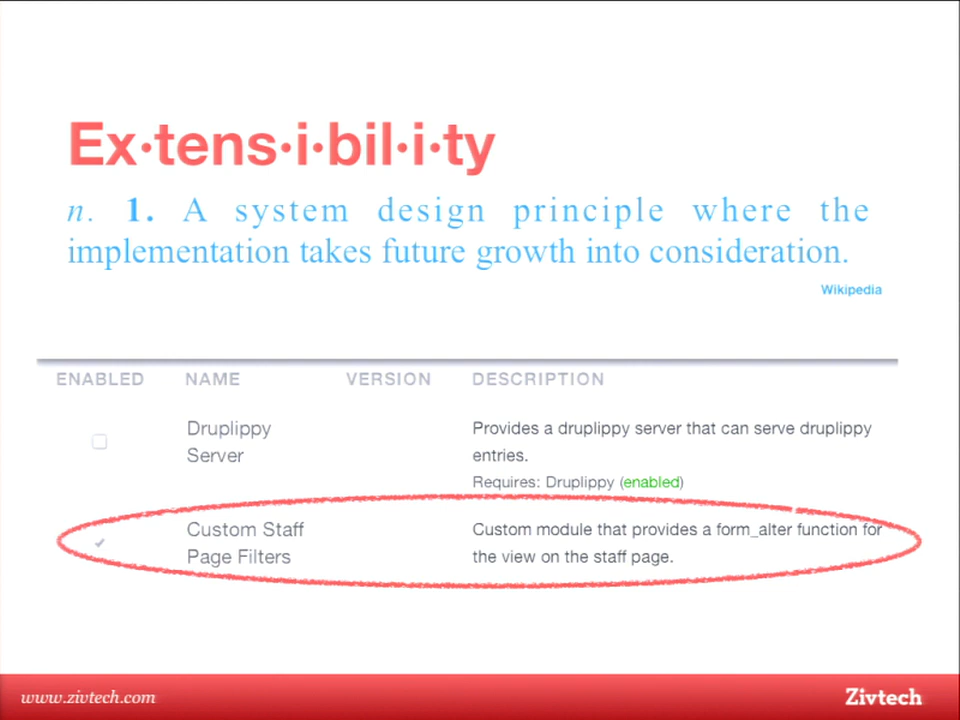 Ex·tens·i·bil·i·ty
n. 1. A system design principle where the
implementation takes future growth into consideration.
Wikipedia
ENABLED NAME VERSION DESCRIPTION
Druplippy Provides a druplippy server that can serve druplippy
Server entries.
Requires: Druplippy (enabled)
Custom Staff Custom module that provides a form_alter function for
Page Filters the view on the staff page.
www.zivtech.com Zivtech